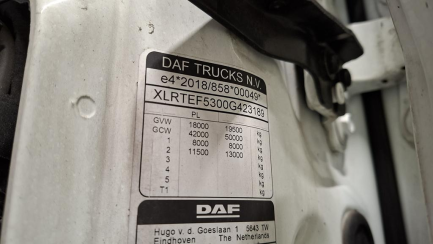 DAF TRUCKS N.V.
e4*2018/858*00049*
XLRTEF5300G423189
PL
GVW 18000 19500 kg
GCW 42000 50000 kg
1 8000 8000 kg
2 11500 13000 kg
3 kg
4 kg
5 kg
T1 kg
DAF
Hugo v. d. Goeslaan 1 5643 TW
Eindhoven The Netherlands